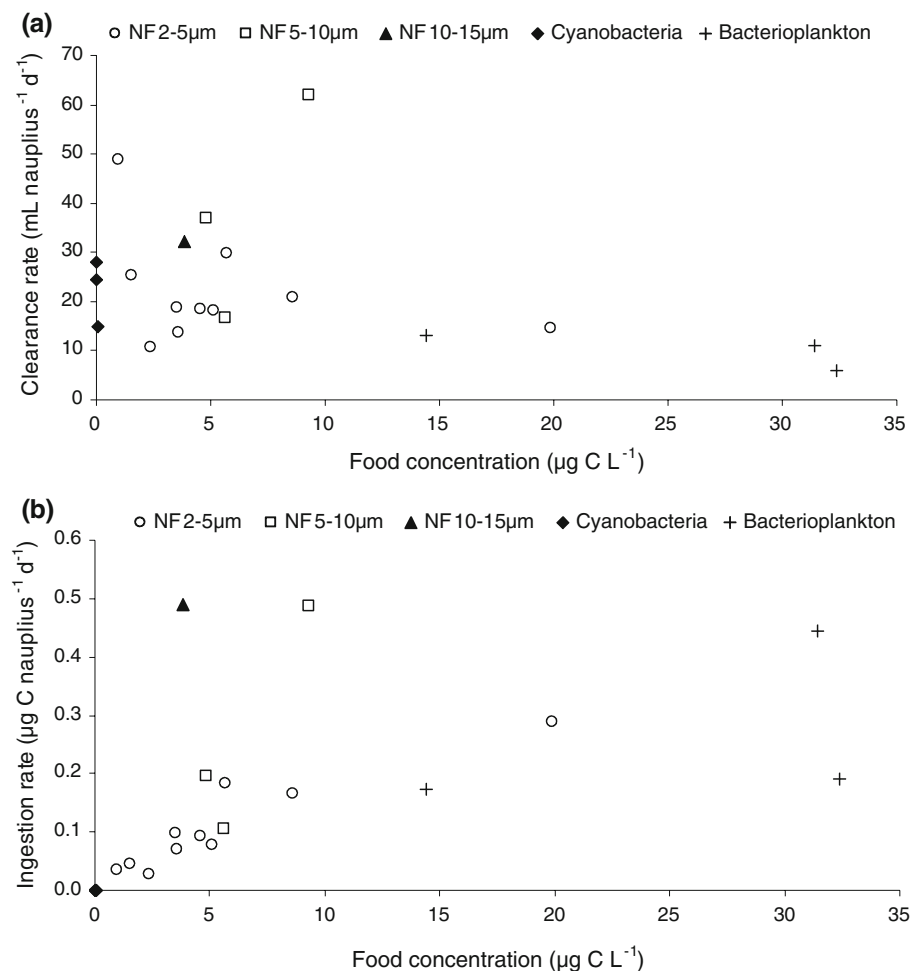 (a)
NF2-5µm NF5-10µm NF10-15µm Cyanobacteria Bacterioplankton
Clearance rate (mL nauplius⁻¹ d⁻¹)
70
60
50
40
30
20
10
0
0 5 10 15 20 25 30 35
Food concentration (µg C L⁻¹)
(b)
NF2-5µm NF5-10µm NF10-15µm Cyanobacteria Bacterioplankton
Ingestion rate (µg C nauplius⁻¹ d⁻¹)
0.6
0.5
0.4
0.3
0.2
0.1
0.0
0 5 10 15 20 25 30 35
Food concentration (µg C L⁻¹)